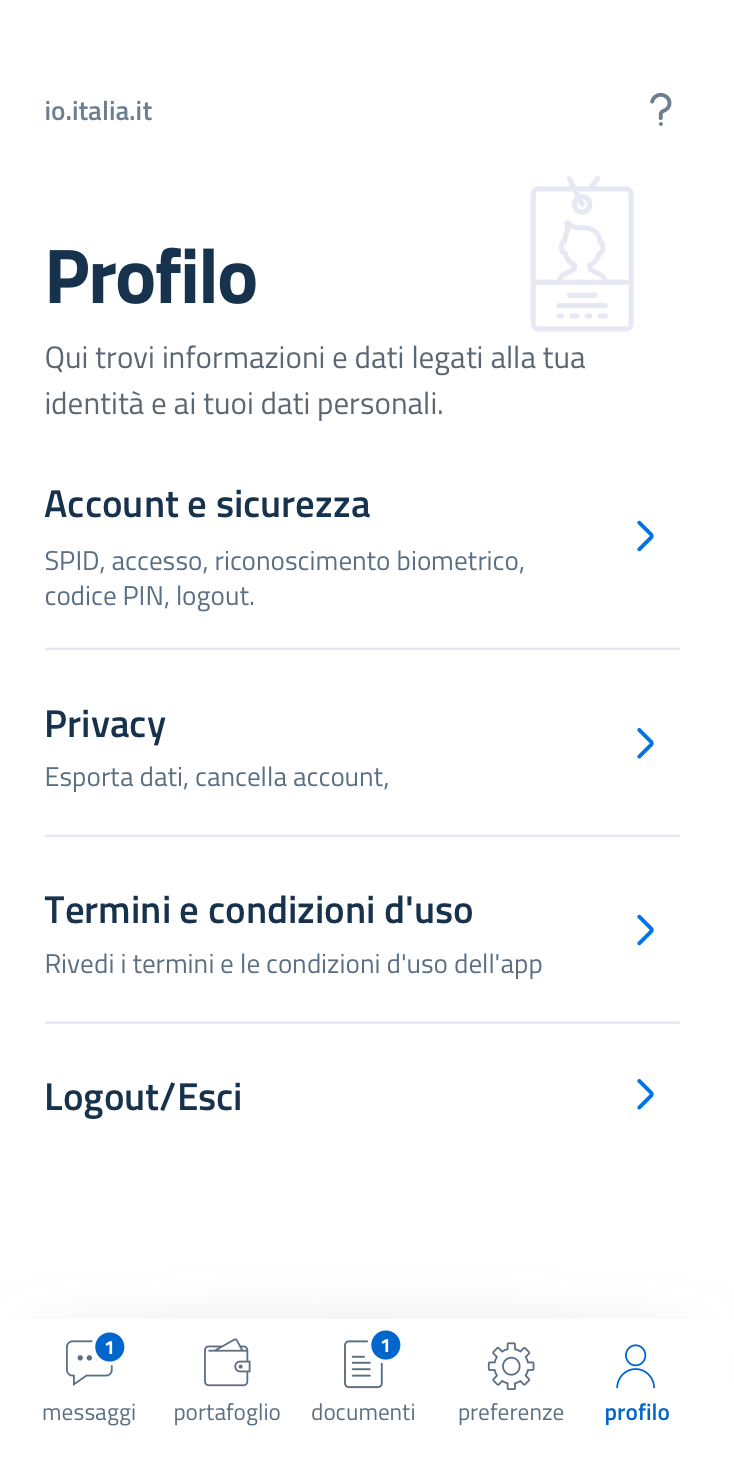 io.italia.it
?
Profilo
Qui trovi informazioni e dati legati alla tua
identità e ai tuoi dati personali.
Account e sicurezza
SPID, accesso, riconoscimento biometrico,
codice PIN, logout.
Privacy
Esporta dati, cancella account,
Termini e condizioni d'uso
Rivedi i termini e le condizioni d'uso dell'app
Logout/Esci
1 1
messaggi portafoglio documenti preferenze profilo